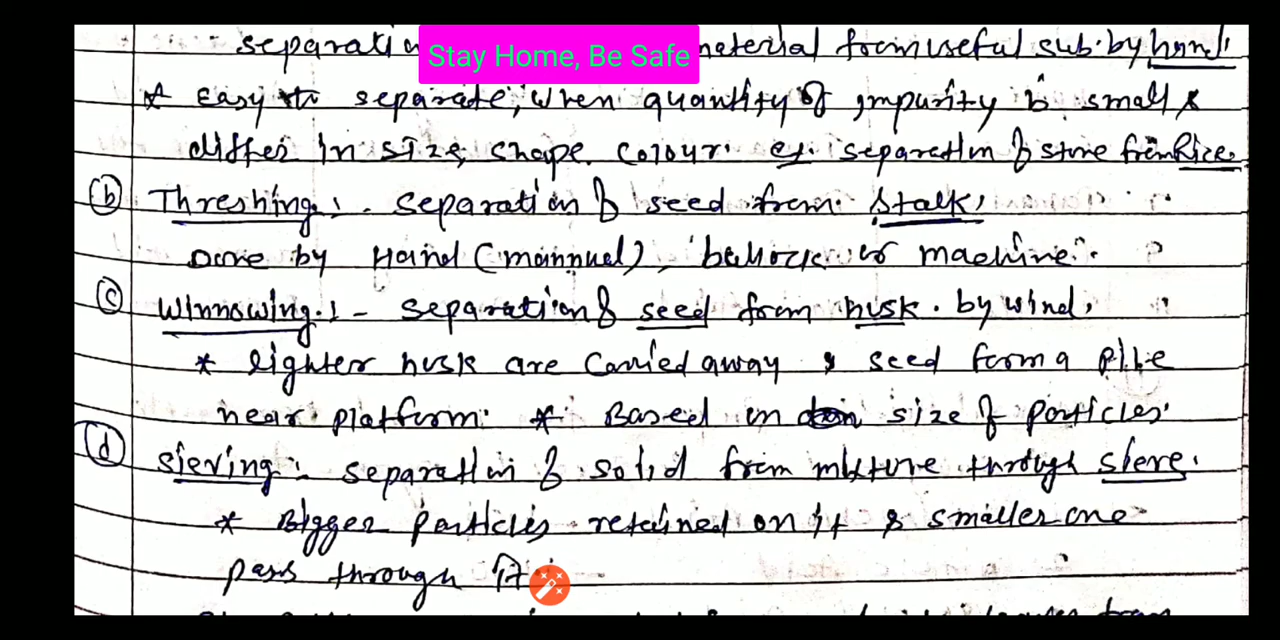 separatio Stay Home, Be Safe material from useful sub. by hand.
* Easy to separate, when quantity of impurity is small &
differ in size, shape. colour. eg. separation of stone from Rice.
(b) Threshing :. separation of seed from stalk.
Done by Hand (mannual), bullock or machine.
(c) Winnowing :- separation of seed from husk. by wind.
* lighter husk are carried away & seed form a pile
near platform. * Based on size of particles.
(d) Sieving : separation of solid from mixture through sieve.
* Bigger particles retained on it & smaller one
pass through it